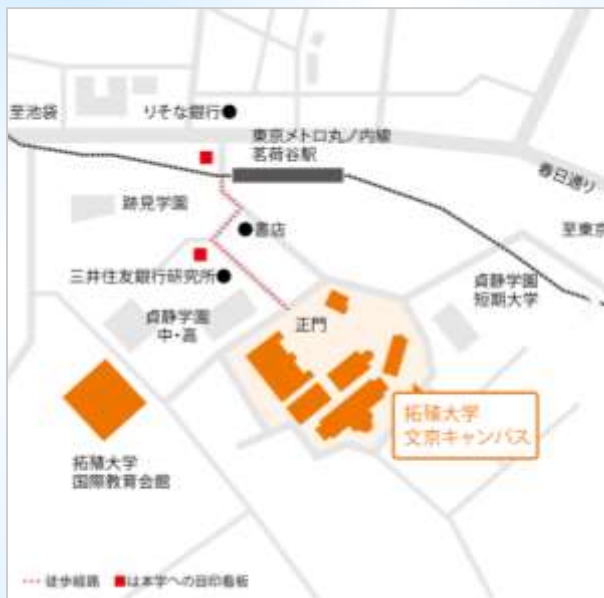 至池袋
りそな銀行
東京メトロ丸ノ内線
茗荷谷駅
春日通り
跡見学園
書店
至東京
三井住友銀行研究所
貞静学園
短期大学
貞静学園
中・高
正門
拓殖大学
文京キャンパス
拓殖大学
国際教育会館
徒歩経路
は本学への目印看板